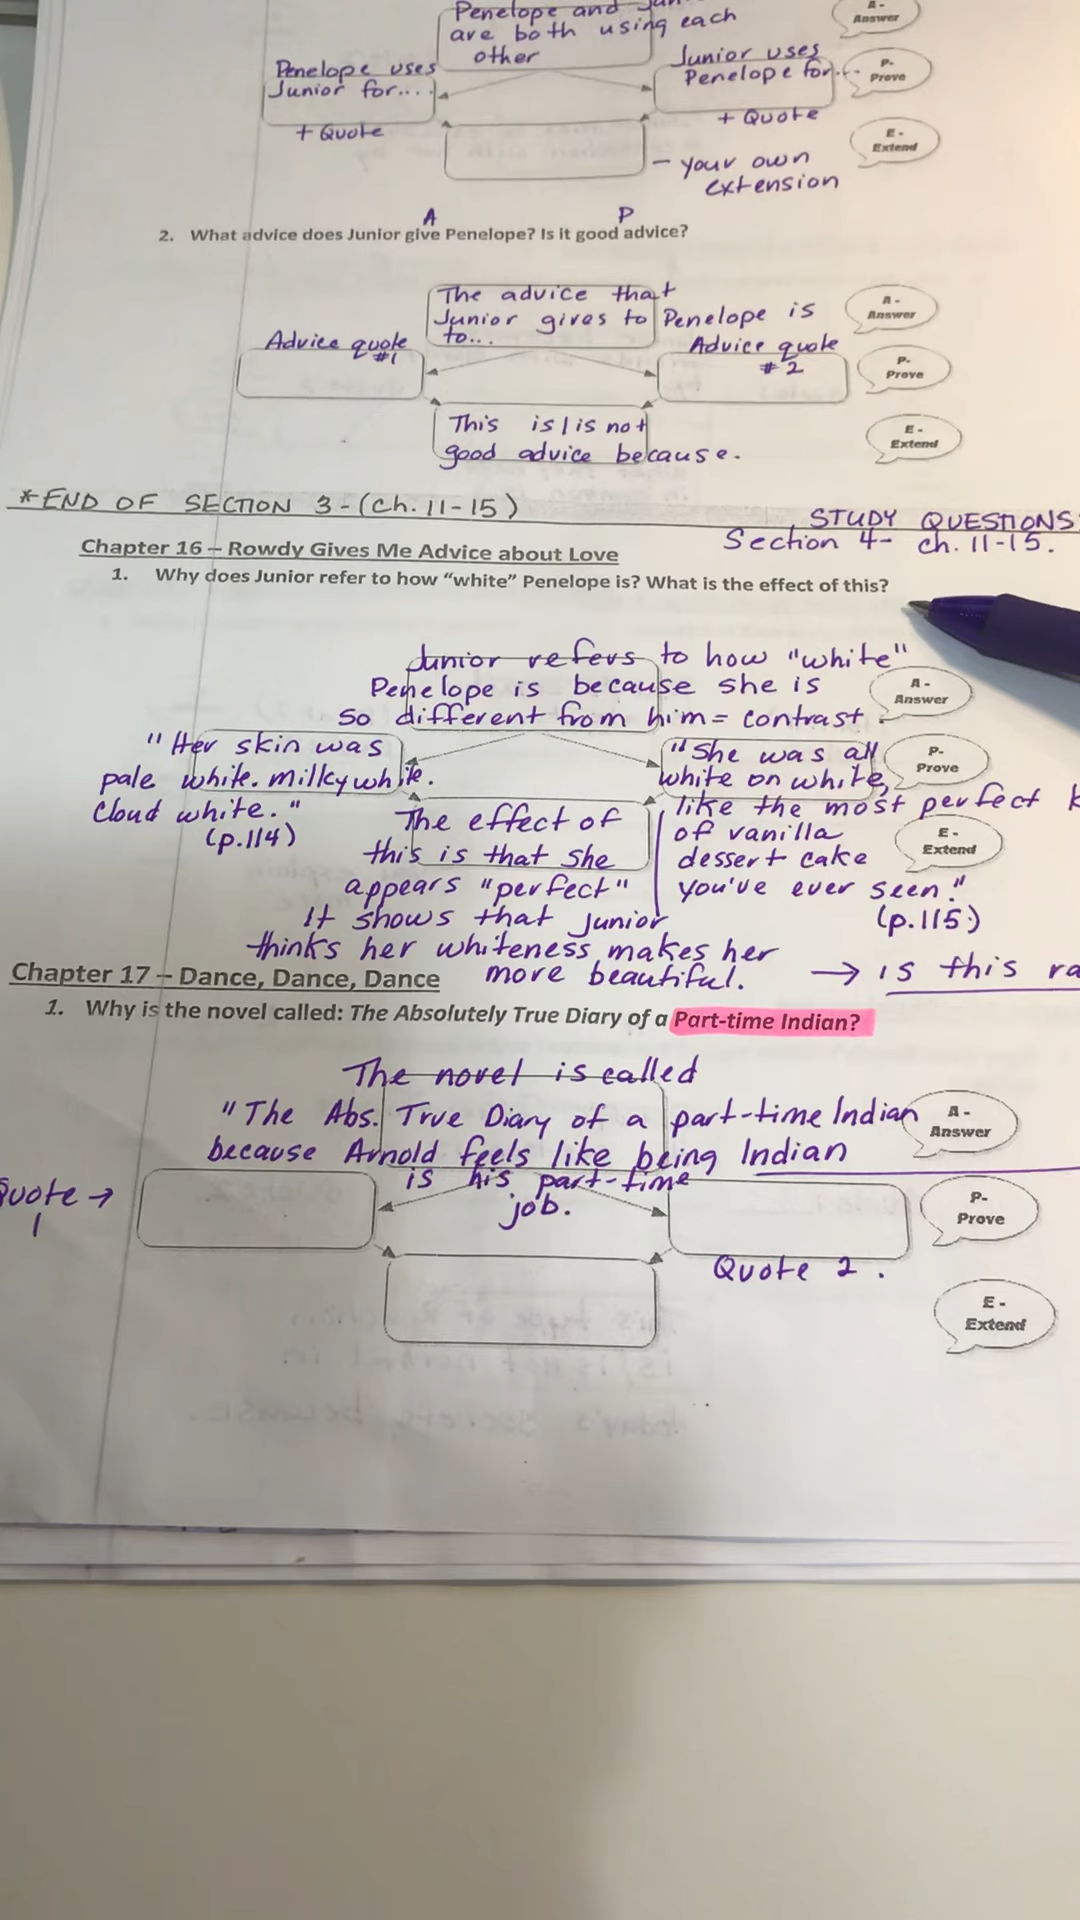 Penelope and
are both using each
other
A-
Answer
Penelope uses
Junior for....
Junior uses
Penelope for...
P-
Prove
+ Quote
+ Quote
E-
Extend
- your own
extension
A P
2. What advice does Junior give Penelope? Is it good advice?
The advice that
Junior gives to Penelope is
to...
A-
Answer
Advice quote
#1
Advice quote
#2
P-
Prove
This is/is not
good advice because.
E-
Extend
*END OF SECTION 3-(Ch. 11-15)
STUDY QUESTIONS
Section 4- ch. 11-15.
Chapter 16 – Rowdy Gives Me Advice about Love
1. Why does Junior refer to how “white” Penelope is? What is the effect of this?
Junior refers to how "white"
Penelope is because she is
so different from him = contrast.
A-
Answer
"Her skin was
pale white. Milky white.
Cloud white."
(p.114)
"She was all
white on white,
like the most perfect
of vanilla
dessert cake
you've ever seen."
(p.115)
P-
Prove
The effect of
this is that she
appears "perfect"
It shows that Junior
thinks her whiteness makes her
more beautiful.
E-
Extend
→ is this
Chapter 17 – Dance, Dance, Dance
1. Why is the novel called: The Absolutely True Diary of a Part-time Indian?
The novel is called
"The Abs. True Diary of a part-time Indian
because Arnold feels like being Indian
is his part-time
job.
A-
Answer
Quote →
1
P-
Prove
Quote 2.
E-
Extend